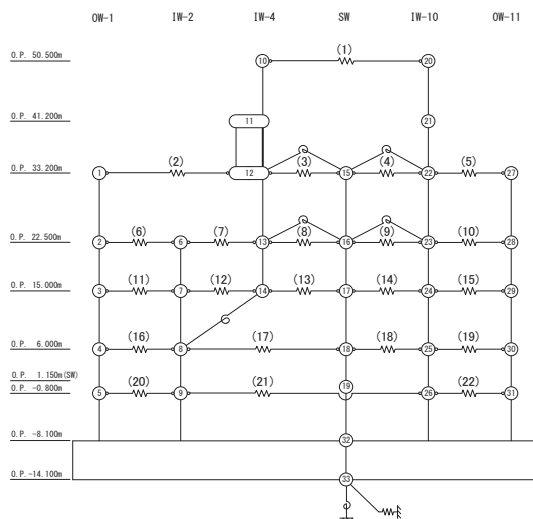 OW-1 IW-2 IW-4 SW IW-10 OW-11
O.P. 50.500m 10 (1) 20
O.P. 41.200m 11 21
(2) (3) (4) (5)
O.P. 33.200m 1 12 15 22 27
(6) (7) (8) (9) (10)
O.P. 22.500m 2 6 13 16 23 28
(11) (12) (13) (14) (15)
O.P. 15.000m 3 7 14 17 24 29
(16) (17) (18) (19)
O.P. 6.000m 4 8 18 25 30
O.P. 1.150m(SW) 19
(20) (21) (22)
O.P. -0.800m 5 9 26 31
O.P. -8.100m 32
O.P.-14.100m 33